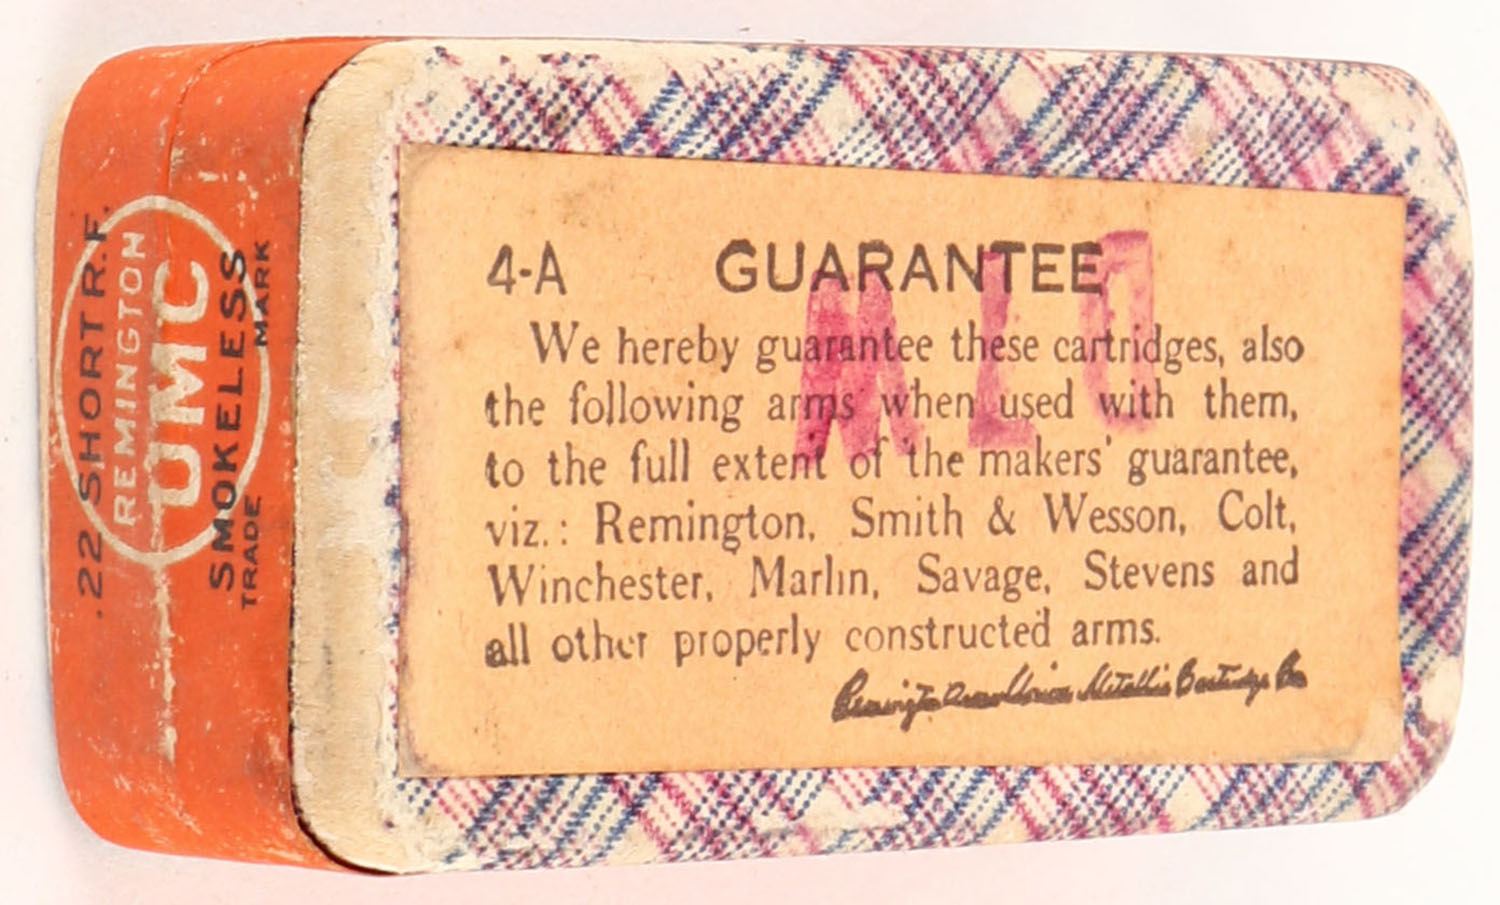 4-A GUARANTEE
We hereby guarantee these cartridges, also
the following arms when used with them,
to the full extent of the makers' guarantee,
viz.: Remington, Smith & Wesson, Colt,
Winchester, Marlin, Savage, Stevens and
all other properly constructed arms.
Remington Arms Union Metallic Cartridge Co
.22 SHORT R.F.
REMINGTON
UMC
SMOKELESS
TRADE MARK